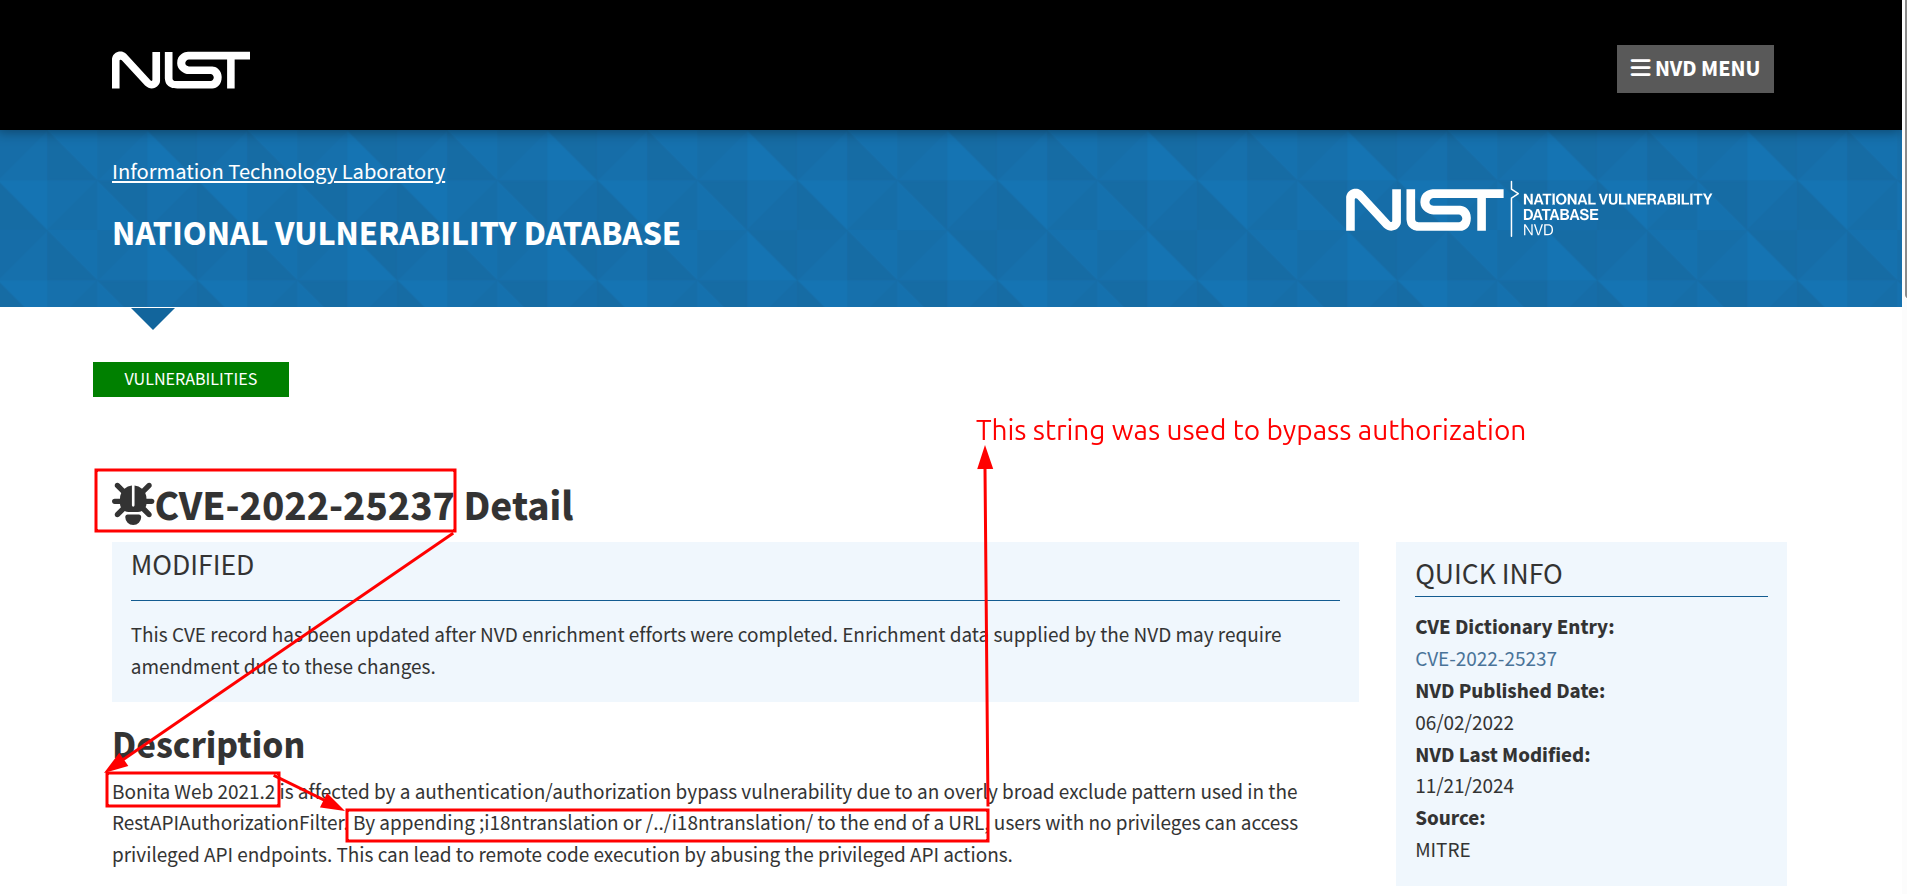 NIST
NVD MENU
Information Technology Laboratory
NATIONAL VULNERABILITY DATABASE
NIST
NATIONAL VULNERABILITY
DATABASE
NVD
VULNERABILITIES
This string was used to bypass authorization
CVE-2022-25237 Detail
MODIFIED
This CVE record has been updated after NVD enrichment efforts were completed. Enrichment data supplied by the NVD may require
amendment due to these changes.
Description
Bonita Web 2021.2 is affected by a authentication/authorization bypass vulnerability due to an overly broad exclude pattern used in the
RestAPIAuthorizationFilter. By appending ;i18ntranslation or /../i18ntranslation/ to the end of a URL, users with no privileges can access
privileged API endpoints. This can lead to remote code execution by abusing the privileged API actions.
QUICK INFO
CVE Dictionary Entry:
CVE-2022-25237
NVD Published Date:
06/02/2022
NVD Last Modified:
11/21/2024
Source:
MITRE